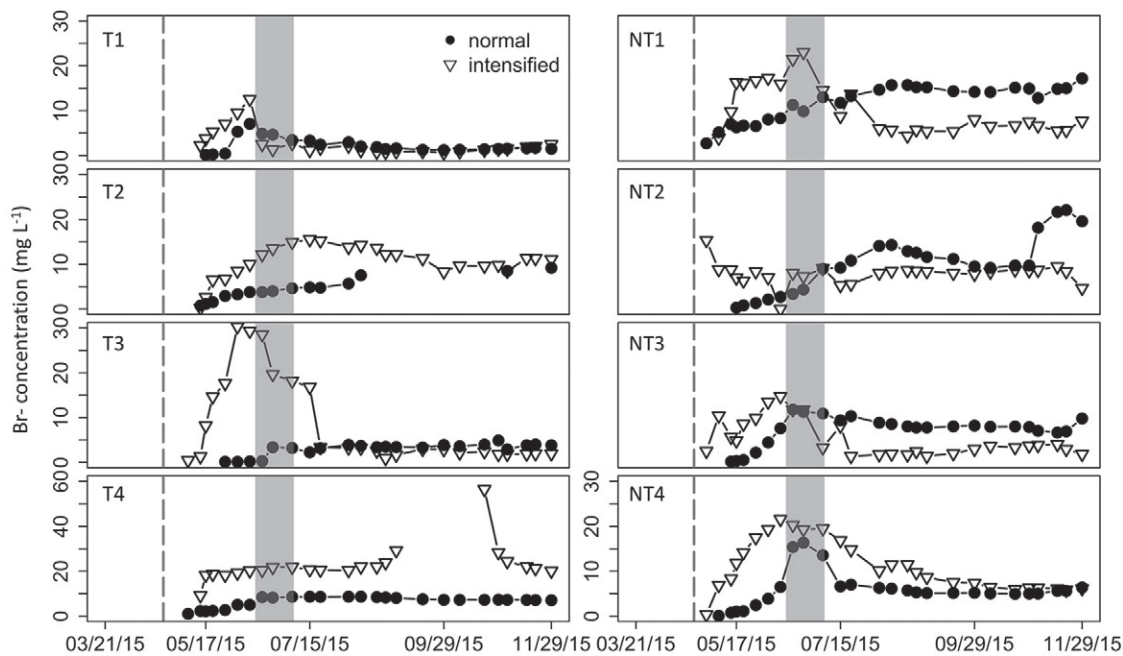 T1
normal
intensified
NT1
T2
NT2
T3
NT3
T4
NT4
Br- concentration (mg L-1)
0 10 20 30
0 10 20 30
0 10 20 30
0 20 40 60
0 10 20 30
03/21/15 05/17/15 07/15/15 09/29/15 11/29/15
03/21/15 05/17/15 07/15/15 09/29/15 11/29/15